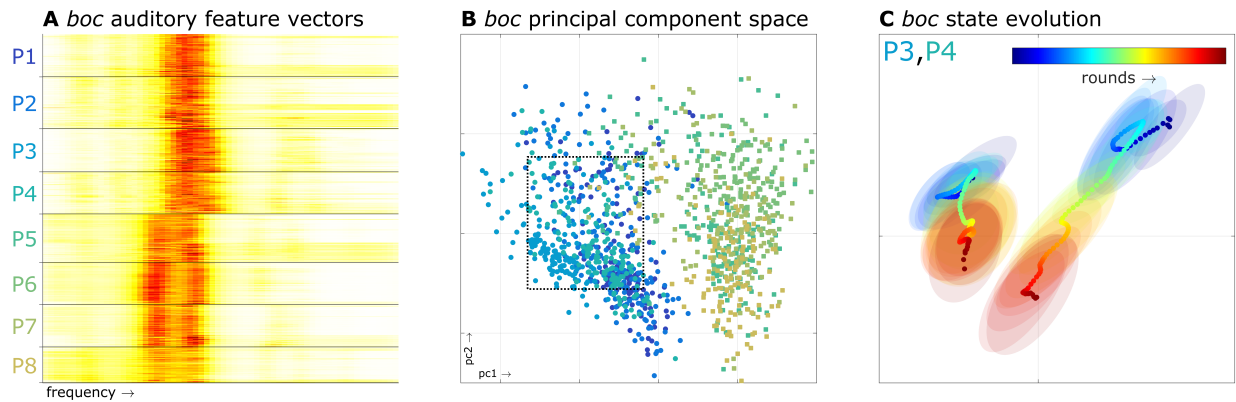 A boc auditory feature vectors
P1
P2
P3
P4
P5
P6
P7
P8
frequency →
B boc principal component space
pc2 →
pc1 →
C boc state evolution
P3,P4
rounds →